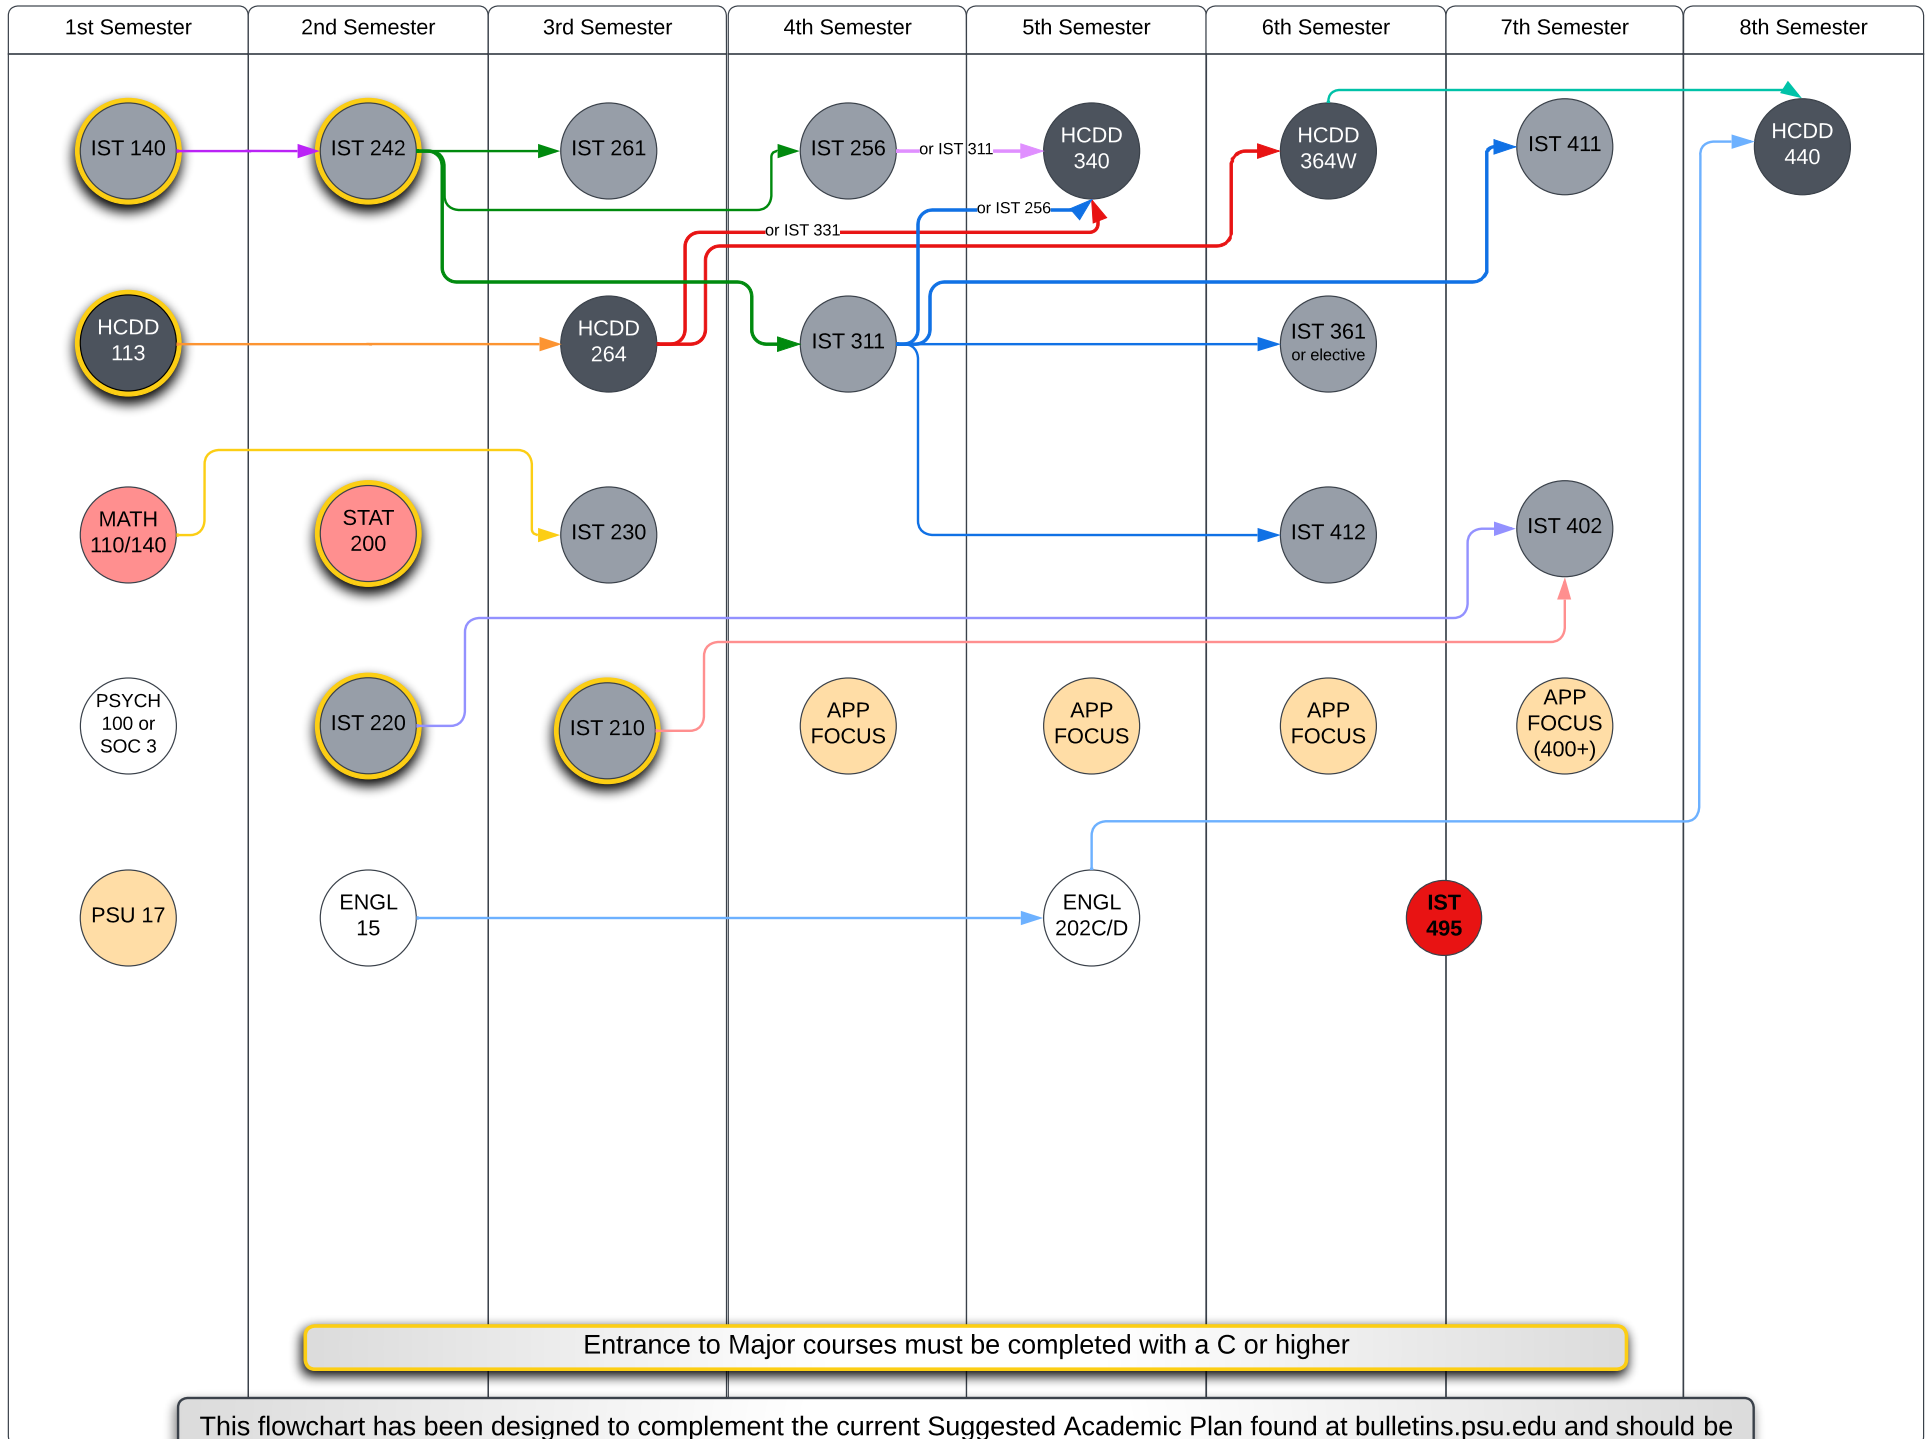 1st Semester
2nd Semester
3rd Semester
4th Semester
5th Semester
6th Semester
7th Semester
8th Semester
IST 140
IST 242
IST 261
IST 256
or IST 311
HCDD
340
HCDD
364W
IST 411
HCDD
440
or IST 256
or IST 331
HCDD
113
HCDD
264
IST 311
IST 361
or elective
MATH
110/140
STAT
200
IST 230
IST 412
IST 402
PSYCH
100 or
SOC 3
IST 220
IST 210
APP
FOCUS
APP
FOCUS
APP
FOCUS
APP
FOCUS
(400+)
PSU 17
ENGL
15
ENGL
202C/D
IST
495
Entrance to Major courses must be completed with a C or higher
This flowchart has been designed to complement the current Suggested Academic Plan found at bulletins.psu.edu and should be